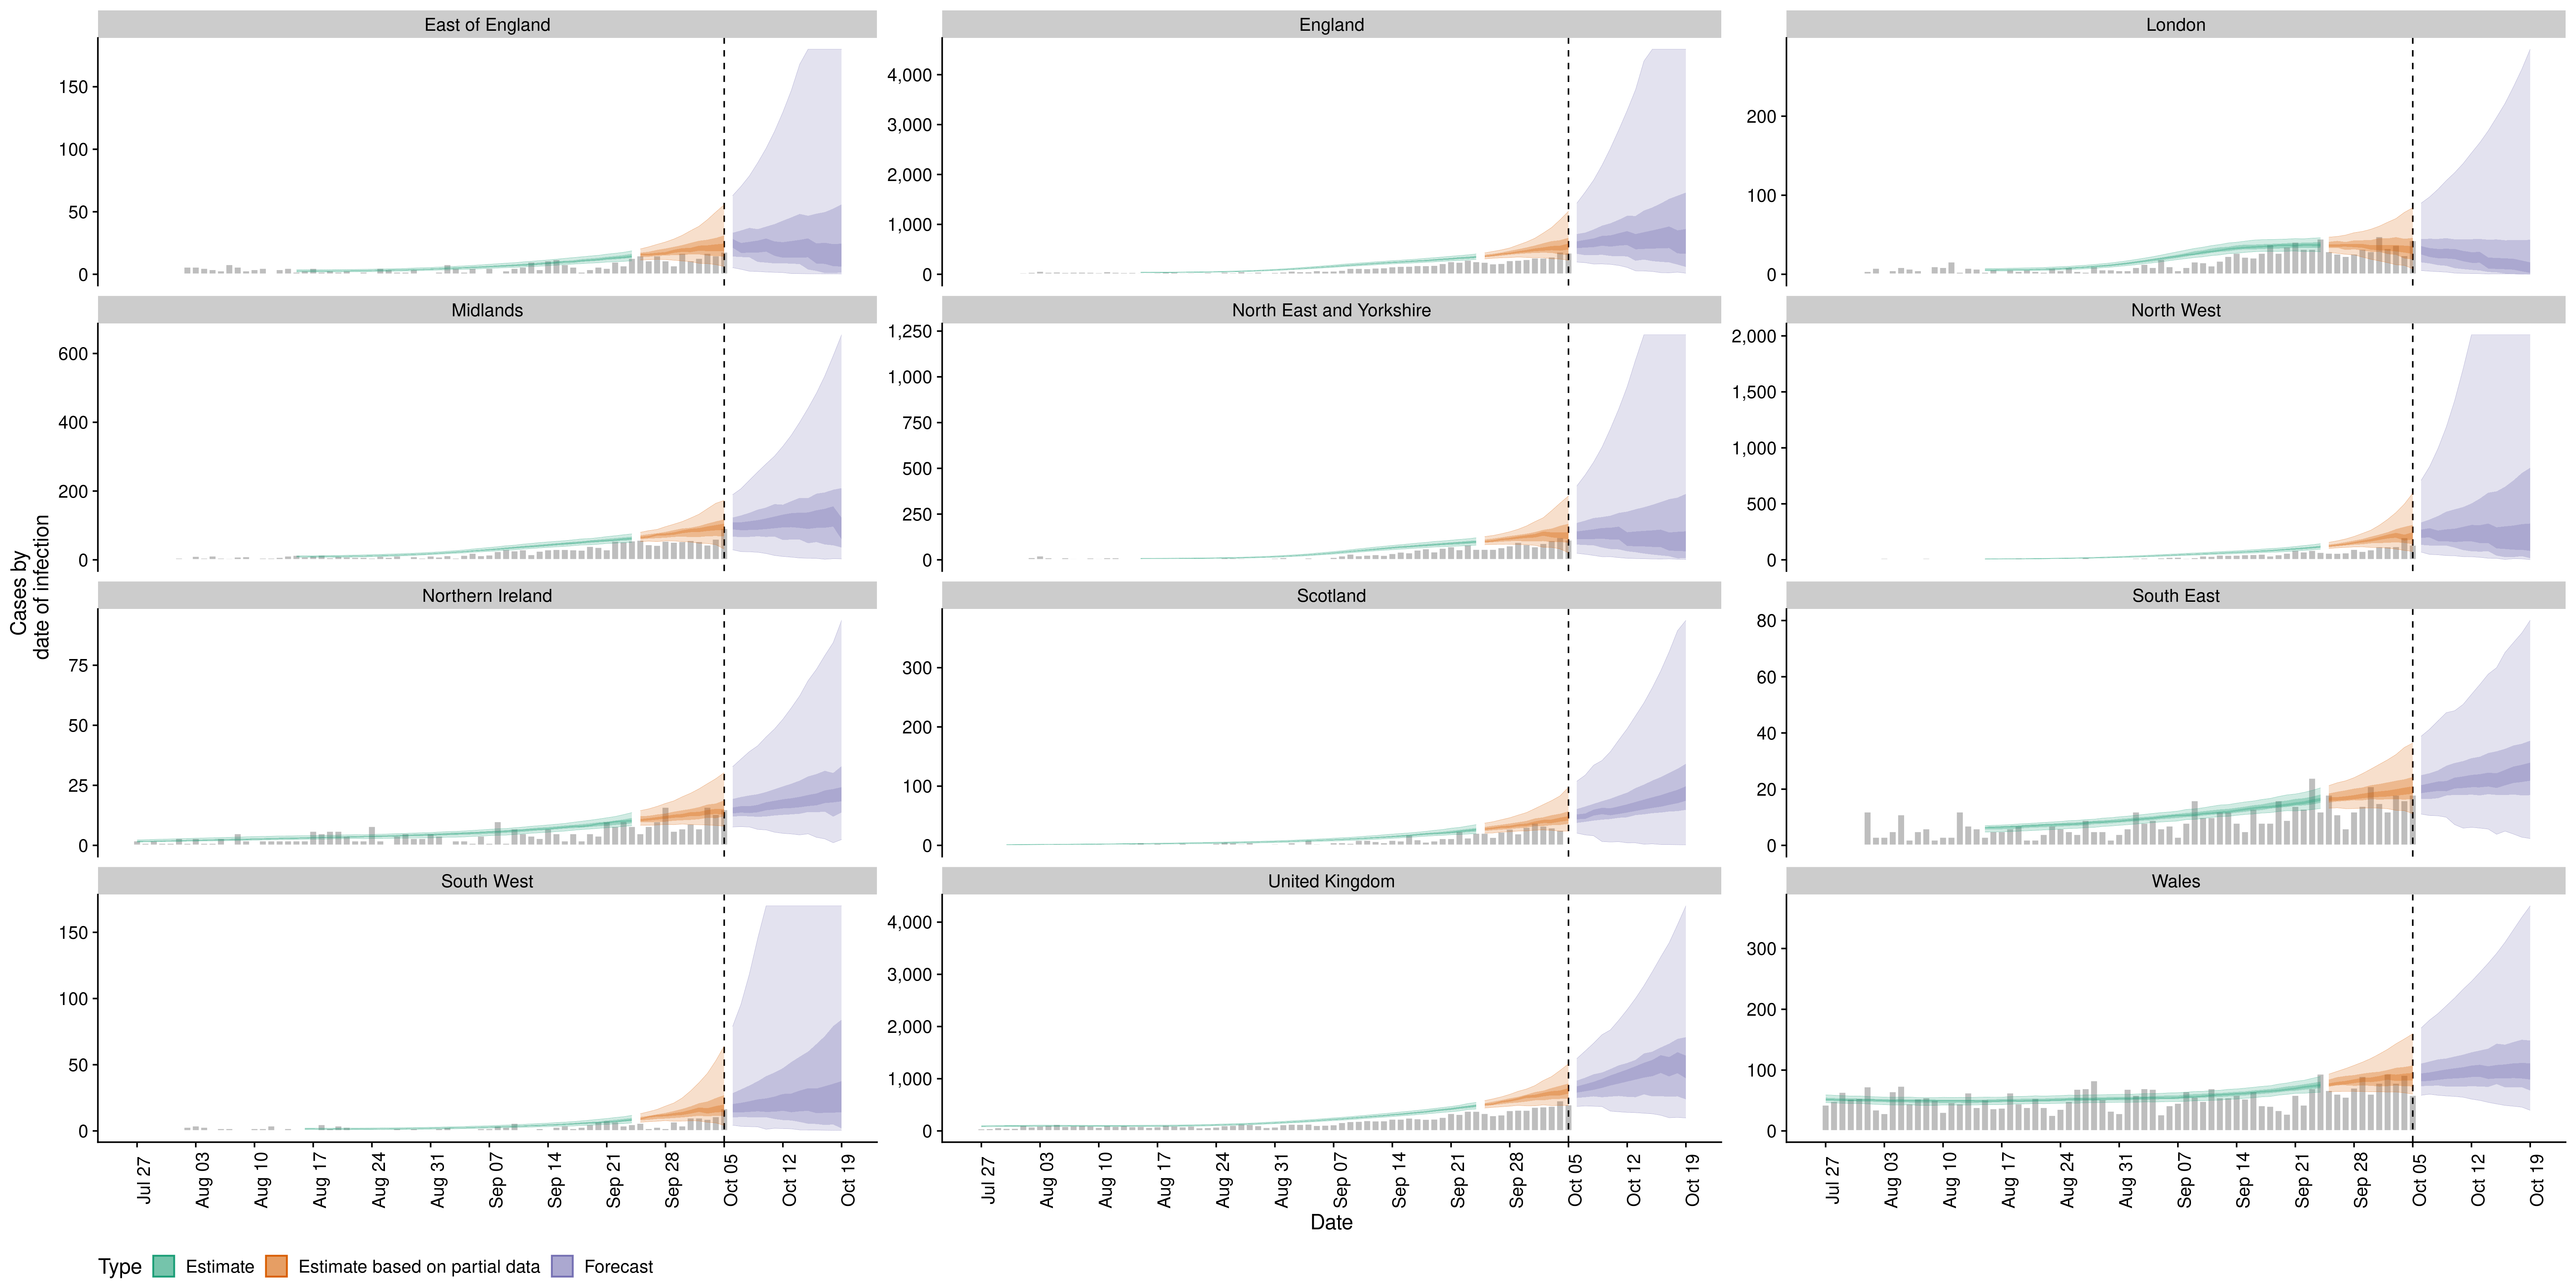 East of England
England
London
150
100
50
0
4,000
3,000
2,000
1,000
0
200
100
0
Midlands
North East and Yorkshire
North West
600
400
200
0
1,250
1,000
750
500
250
0
2,000
1,500
1,000
500
0
Northern Ireland
Scotland
South East
75
50
25
0
300
200
100
0
80
60
40
20
0
South West
United Kingdom
Wales
150
100
50
0
4,000
3,000
2,000
1,000
0
300
200
100
0
Cases by
date of infection
Jul 27 Aug 03 Aug 10 Aug 17 Aug 24 Aug 31 Sep 07 Sep 14 Sep 21 Sep 28 Oct 05 Oct 12 Oct 19
Jul 27 Aug 03 Aug 10 Aug 17 Aug 24 Aug 31 Sep 07 Sep 14 Sep 21 Sep 28 Oct 05 Oct 12 Oct 19
Jul 27 Aug 03 Aug 10 Aug 17 Aug 24 Aug 31 Sep 07 Sep 14 Sep 21 Sep 28 Oct 05 Oct 12 Oct 19
Date
Type Estimate Estimate based on partial data Forecast